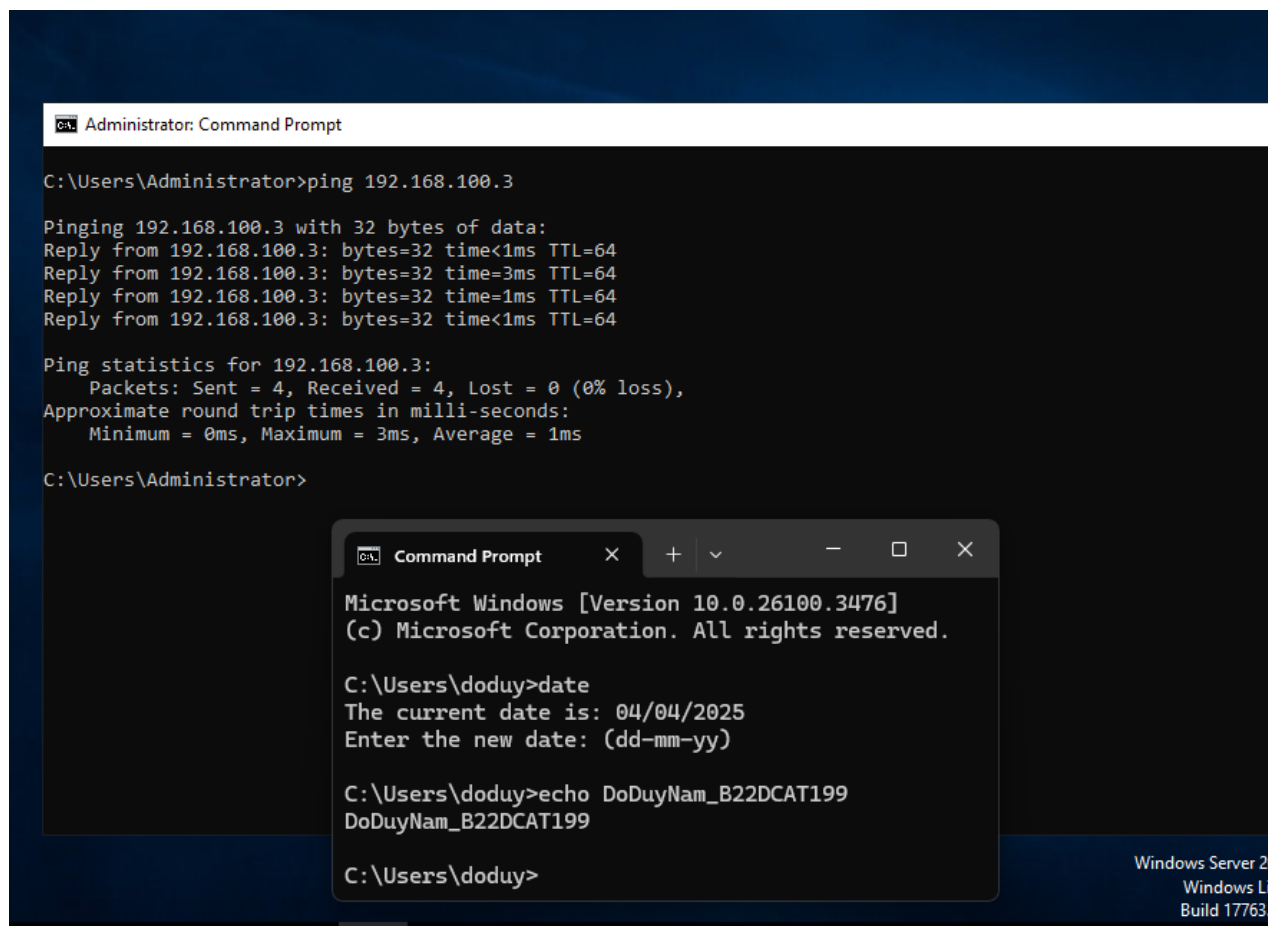 Administrator: Command Prompt
C:\Users\Administrator>ping 192.168.100.3
Pinging 192.168.100.3 with 32 bytes of data:
Reply from 192.168.100.3: bytes=32 time<1ms TTL=64
Reply from 192.168.100.3: bytes=32 time=3ms TTL=64
Reply from 192.168.100.3: bytes=32 time=1ms TTL=64
Reply from 192.168.100.3: bytes=32 time<1ms TTL=64
Ping statistics for 192.168.100.3:
    Packets: Sent = 4, Received = 4, Lost = 0 (0% loss),
Approximate round trip times in milli-seconds:
    Minimum = 0ms, Maximum = 3ms, Average = 1ms
C:\Users\Administrator>
Command Prompt
Microsoft Windows [Version 10.0.26100.3476]
(c) Microsoft Corporation. All rights reserved.
C:\Users\doduy>date
The current date is: 04/04/2025
Enter the new date: (dd-mm-yy)
C:\Users\doduy>echo DoDuyNam_B22DCAT199
DoDuyNam_B22DCAT199
C:\Users\doduy>
Windows Server 2
Windows Li
Build 17763.